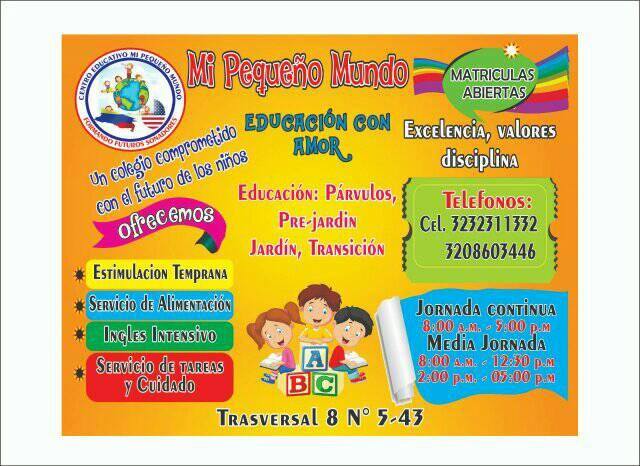 CENTRO EDUCATIVO MI PEQUEÑO MUNDO
FORMANDO FUTUROS SOÑADORES
Mi Pequeño Mundo
MATRICULAS
ABIERTAS
EDUCACIÓN CON
AMOR
Excelencia, valores
disciplina
Un colegio comprometido
con el futuro de los niños
Ofrecemos
Educación: Párvulos,
Pre-jardin
Jardín, Transición
Telefonos:
Cel. 3232311332
3208603446
Estimulacion Temprana
Servicio de Alimentación
Ingles Intensivo
Servicio de tareas
y Cuidado
Jornada continua
8:00 a.m. - 5:00 p.m
Media Jornada
8:00 a.m. - 12:30 p.m
2:00 p.m. - 05:00 p.m
A
B C
Trasversal 8 N° 5-43